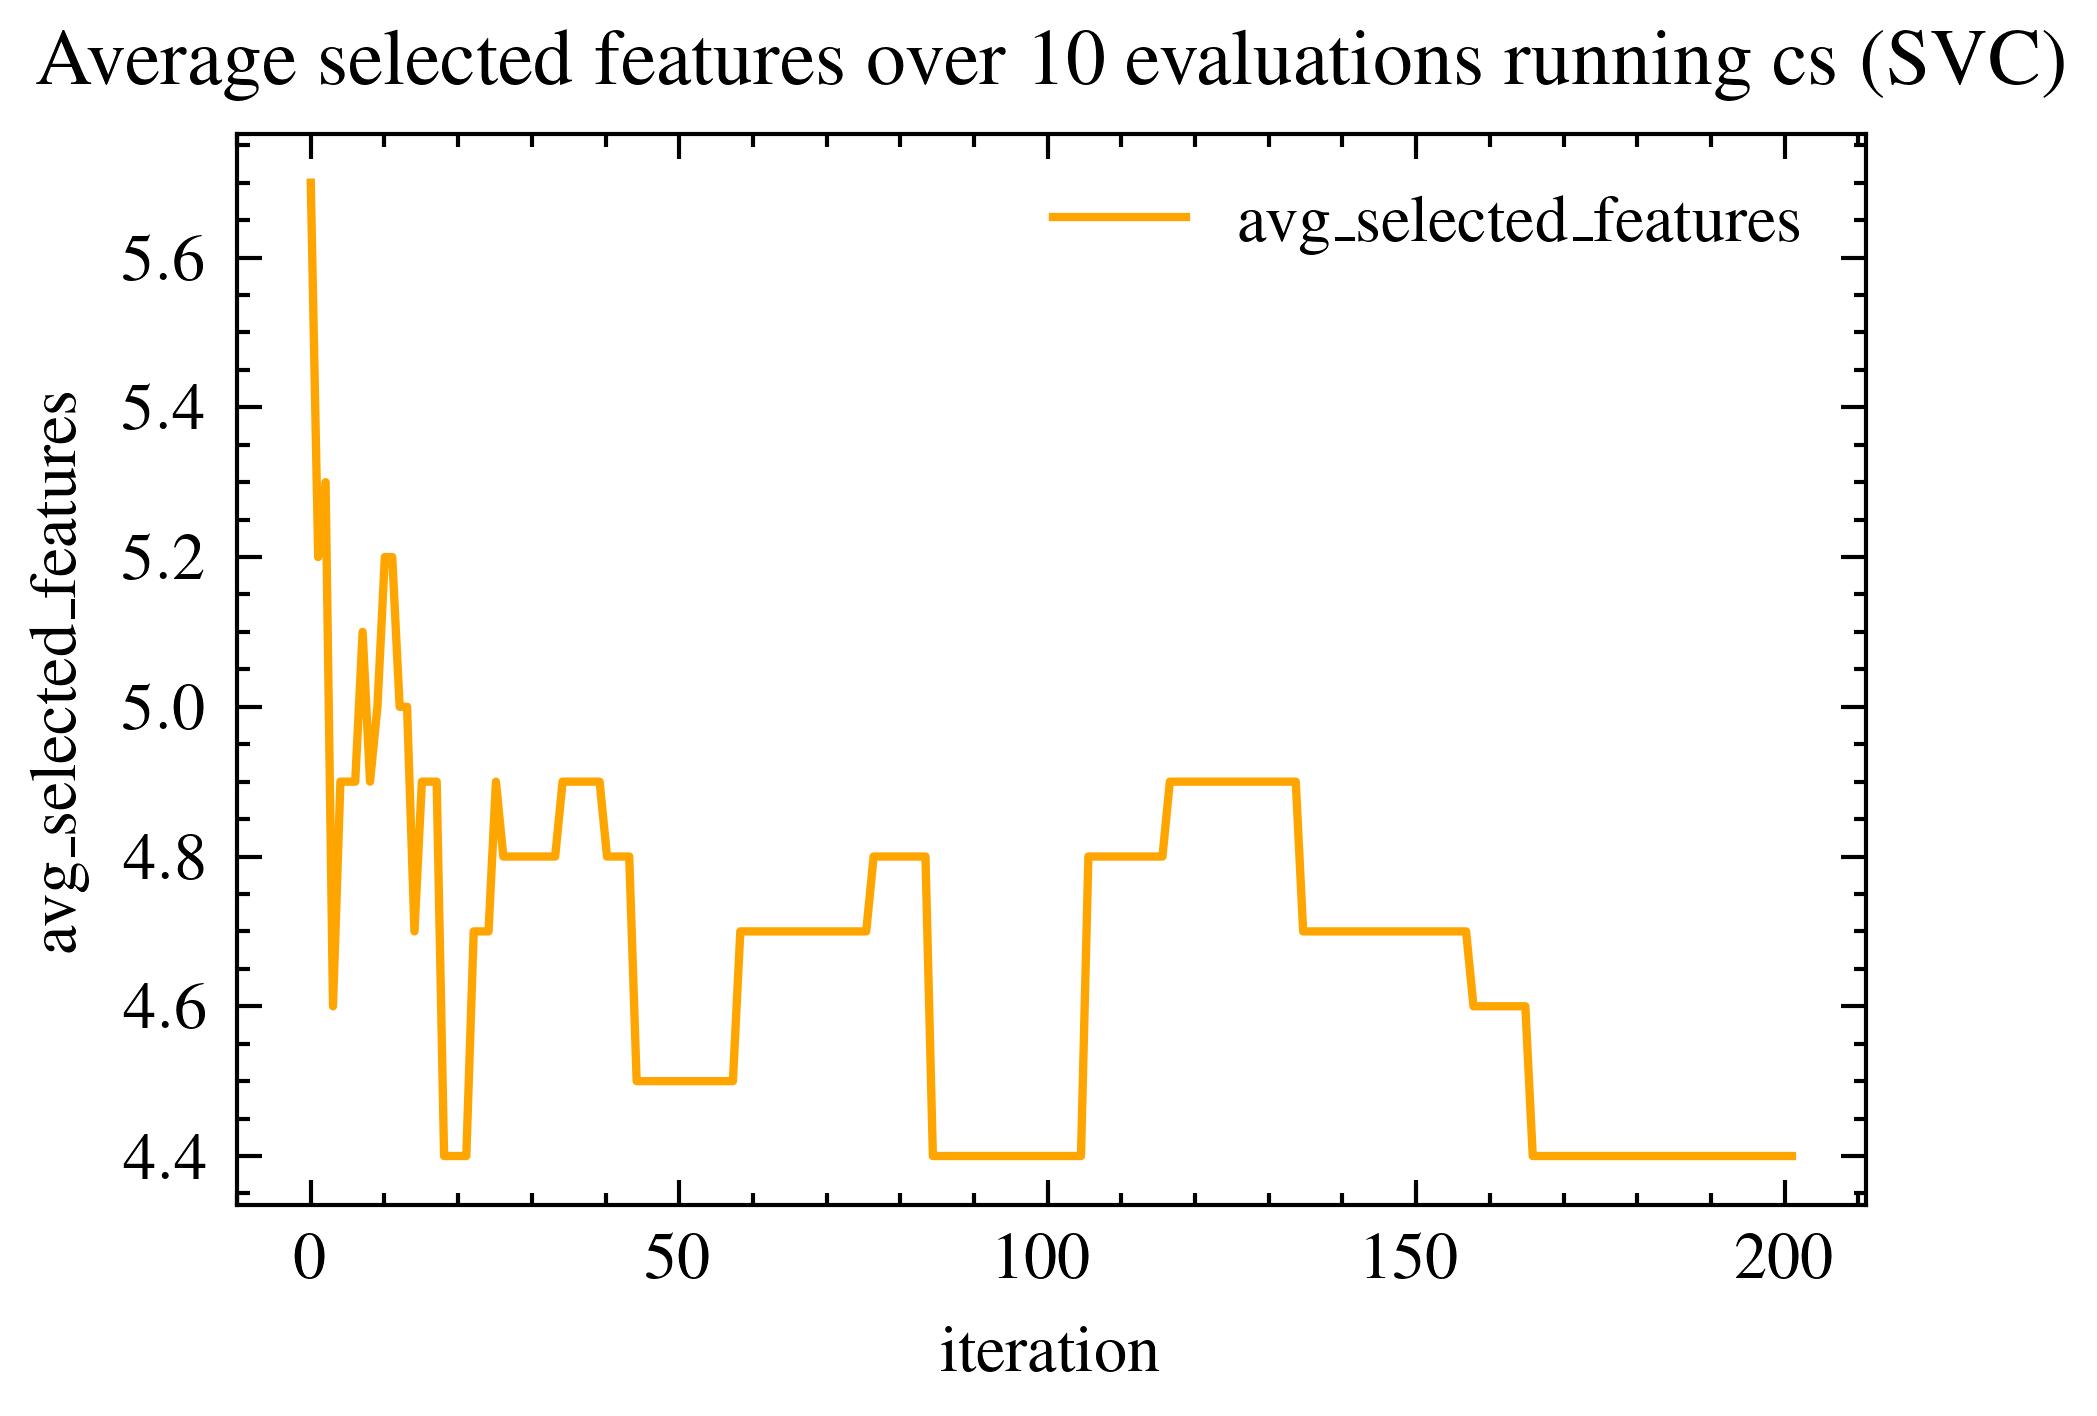 Average selected features over 10 evaluations running cs (SVC)
avg_selected_features
5.6
5.4
5.2
5.0
4.8
4.6
4.4
avg_selected_features
0 50 100 150 200
iteration